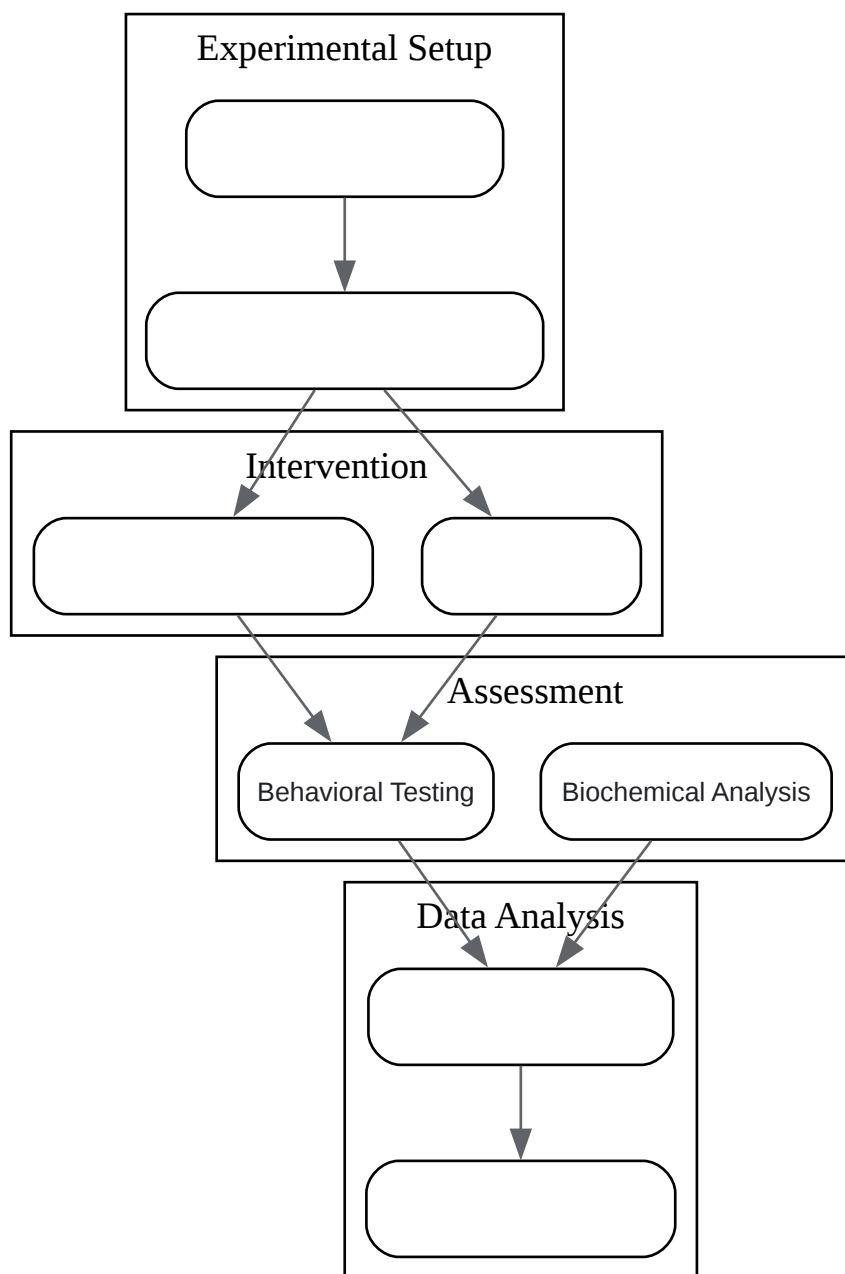 Experimental Setup
Intervention
Assessment
Behavioral Testing
Biochemical Analysis
Data Analysis